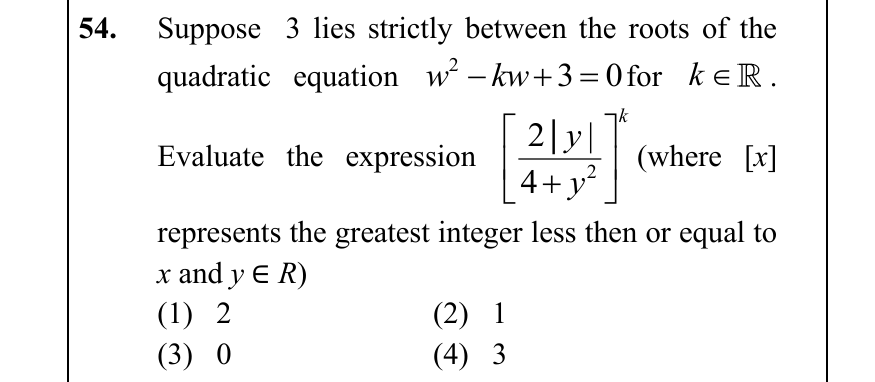 54. Suppose 3 lies strictly between the roots of the
quadratic equation w² – kw + 3 = 0 for k ∈ ℝ.
Evaluate the expression [2|y| / 4 + y²]^k (where [x]
represents the greatest integer less then or equal to
x and y ∈ R)
(1) 2 (2) 1
(3) 0 (4) 3